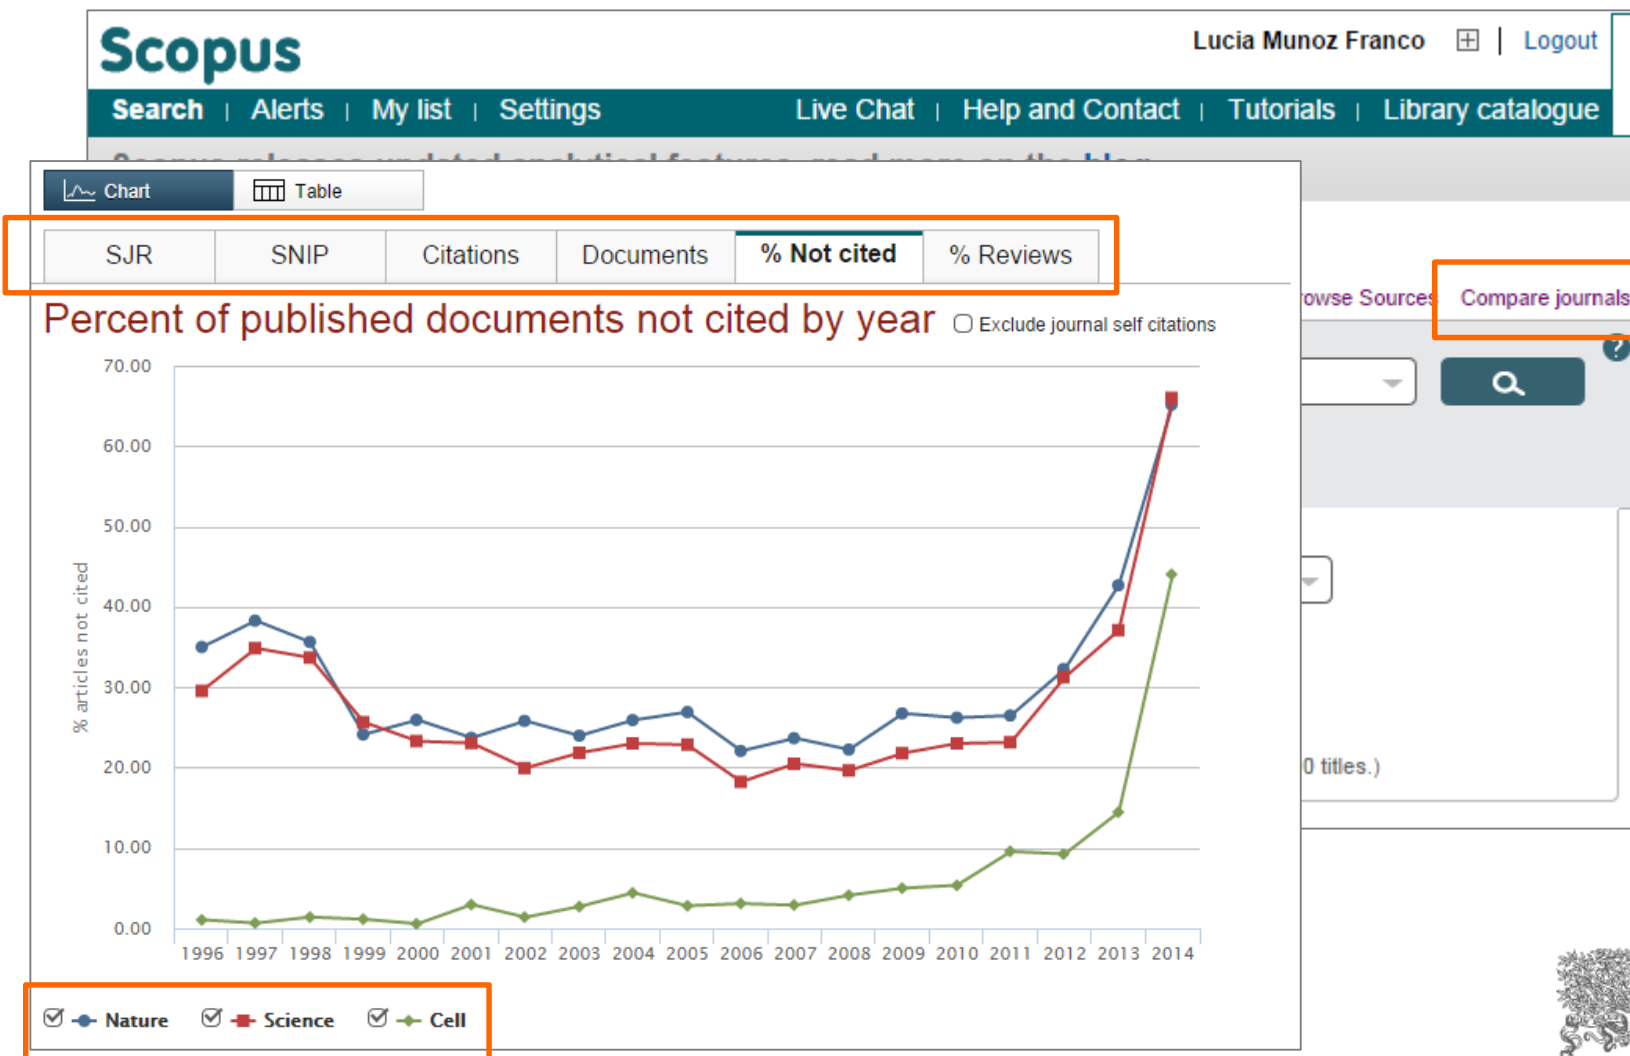 Scopus
Lucia Munoz Franco | Logout
Search | Alerts | My list | Settings
Live Chat | Help and Contact | Tutorials | Library catalogue
Chart
Table
SJR
SNIP
Citations
Documents
% Not cited
% Reviews
owse Sources
Compare journals
Percent of published documents not cited by year
Exclude journal self citations
?
70.00
60.00
50.00
40.00
30.00
20.00
10.00
0.00
% articles not cited
0 titles.)
1996 1997 1998 1999 2000 2001 2002 2003 2004 2005 2006 2007 2008 2009 2010 2011 2012 2013 2014
Nature
Science
Cell